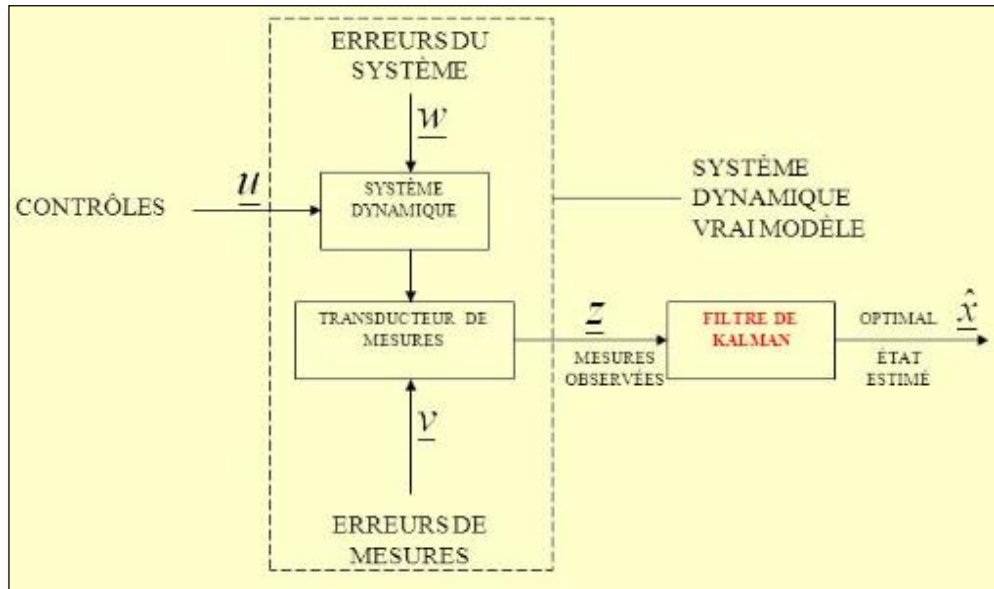 ERREURS DU
SYSTÈME
w
SYSTÈME
DYNAMIQUE
CONTRÔLES
u
SYSTÈME
DYNAMIQUE
VRAI MODÈLE
TRANSDUCTEUR DE
MESURES
z
MESURES
OBSERVÉES
FILTRE DE
KALMAN
OPTIMAL
x̂
ÉTAT
ESTIMÉ
v
ERREURS DE
MESURES